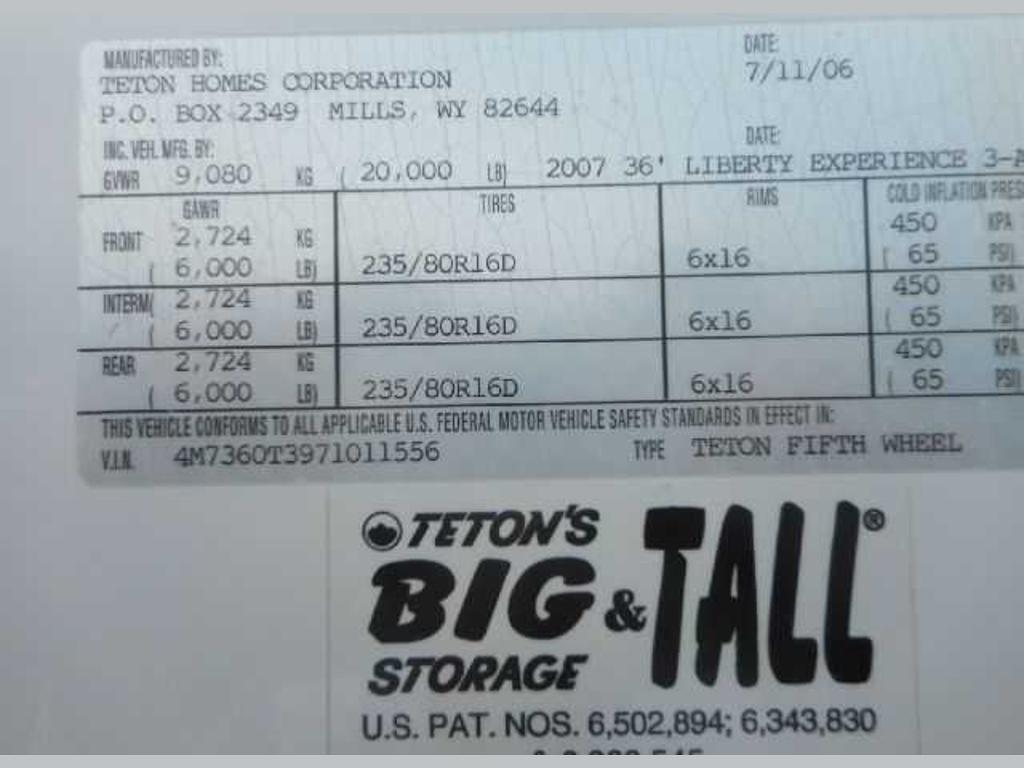 MANUFACTURED BY: DATE:
TETON HOMES CORPORATION 7/11/06
P.O. BOX 2349 MILLS, WY 82644
INC. VEH. MFG. BY: DATE:
GVWR 9,080 KG ( 20,000 LB) 2007 36' LIBERTY EXPERIENCE 3-A
GAWR TIRES RIMS COLD INFLATION PRES
FRONT 2,724 KG 450 KPA
( 6,000 LB) 235/80R16D 6x16 ( 65 PSI)
INTERM( 2,724 KG 450 KPA
( 6,000 LB) 235/80R16D 6x16 ( 65 PSI)
REAR 2,724 KG 450 KPA
( 6,000 LB) 235/80R16D 6x16 ( 65 PSI)
THIS VEHICLE CONFORMS TO ALL APPLICABLE U.S. FEDERAL MOTOR VEHICLE SAFETY STANDARDS IN EFFECT IN:
V.I.N. 4M7360T3971011556 TYPE TETON FIFTH WHEEL
TETON'S
BIG & TALL®
STORAGE
U.S. PAT. NOS. 6,502,894; 6,343,830